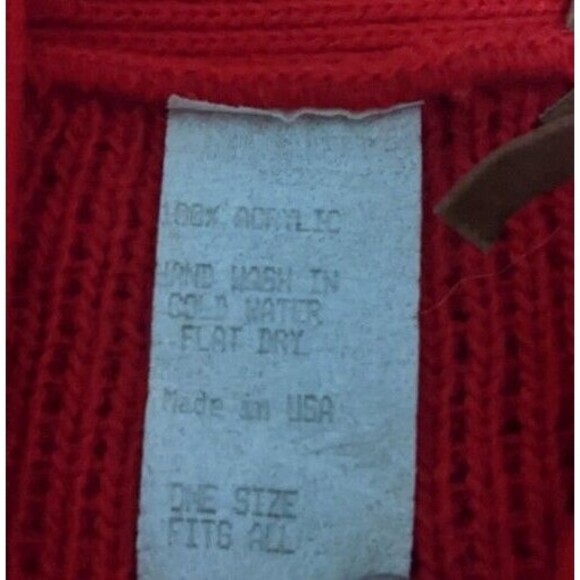 100% ACRYLIC
HAND WASH IN
COLD WATER
FLAT DRY
Made in USA
ONE SIZE
FITS ALL